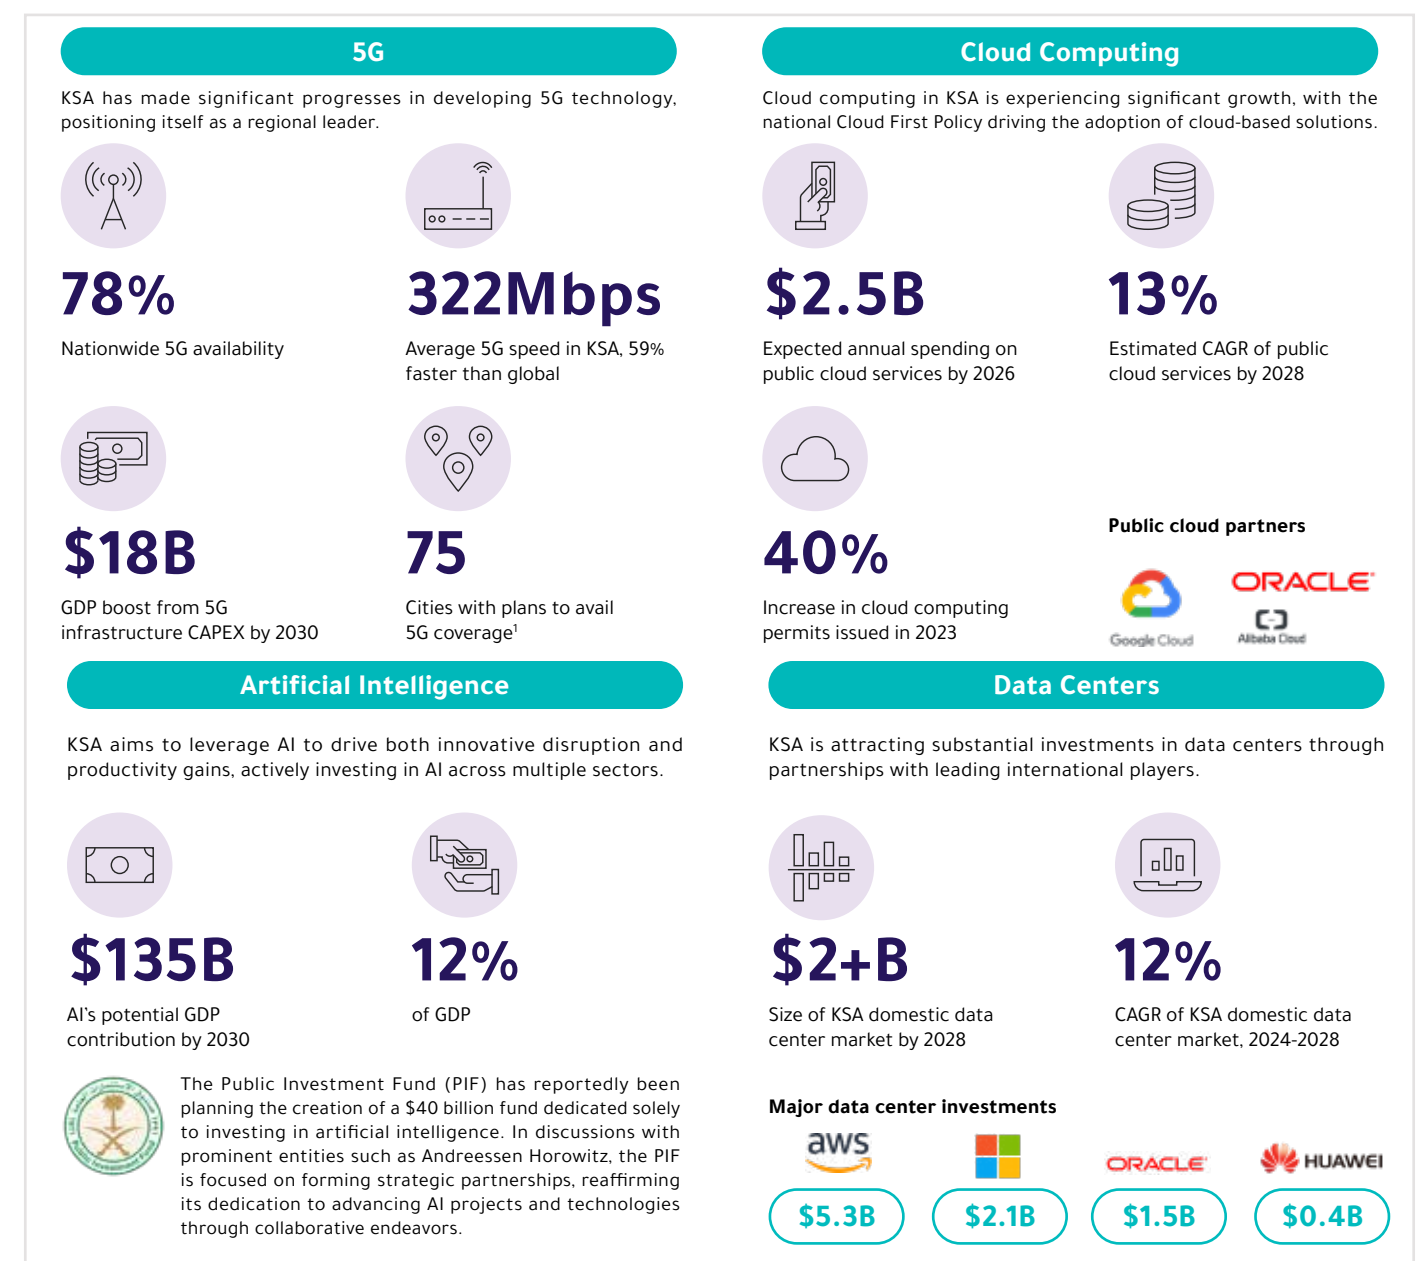 5G
KSA has made significant progresses in developing 5G technology,
positioning itself as a regional leader.
78%
Nationwide 5G availability
322Mbps
Average 5G speed in KSA, 59%
faster than global
$18B
GDP boost from 5G
infrastructure CAPEX by 2030
75
Cities with plans to avail
5G coverage¹
Cloud Computing
Cloud computing in KSA is experiencing significant growth, with the
national Cloud First Policy driving the adoption of cloud-based solutions.
$2.5B
Expected annual spending on
public cloud services by 2026
13%
Estimated CAGR of public
cloud services by 2028
40%
Increase in cloud computing
permits issued in 2023
Public cloud partners
Google Cloud
ORACLE
Alibaba Cloud
Artificial Intelligence
KSA aims to leverage AI to drive both innovative disruption and
productivity gains, actively investing in AI across multiple sectors.
$135B
AI's potential GDP
contribution by 2030
12%
of GDP
The Public Investment Fund (PIF) has reportedly been
planning the creation of a $40 billion fund dedicated solely
to investing in artificial intelligence. In discussions with
prominent entities such as Andreessen Horowitz, the PIF
is focused on forming strategic partnerships, reaffirming
its dedication to advancing AI projects and technologies
through collaborative endeavors.
Data Centers
KSA is attracting substantial investments in data centers through
partnerships with leading international players.
$2+B
Size of KSA domestic data
center market by 2028
12%
CAGR of KSA domestic data
center market, 2024-2028
Major data center investments
aws
ORACLE
HUAWEI
$5.3B
$2.1B
$1.5B
$0.4B